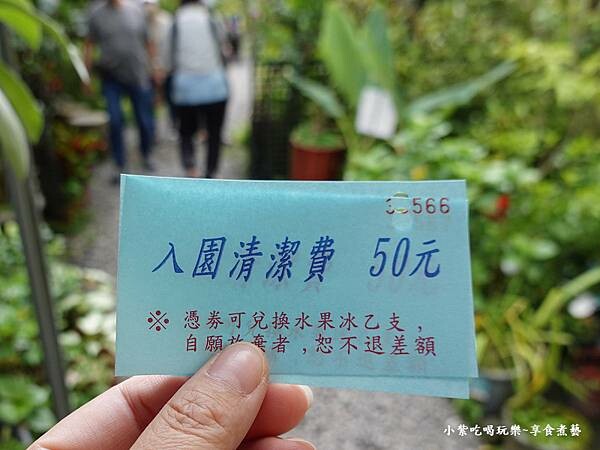 566
入園清潔費 50元
※ 憑券可兌換水果冰乙支，
自願放棄者，恕不退差額
小紫吃喝玩樂~享食煮藝